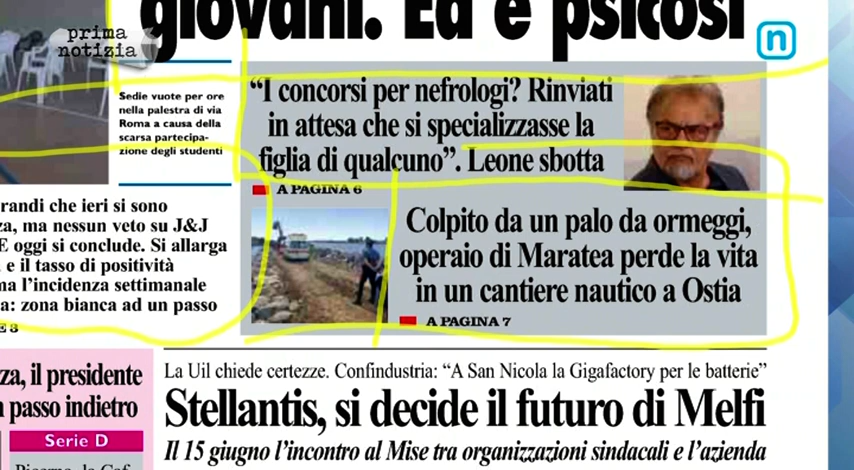 giovani. Ed è psicosi
prima
notizia
n
Sedie vuote per ore
nella palestra di via
Roma a causa della
scarsa partecipa-
zione degli studenti
“I concorsi per nefrologi? Rinviati
in attesa che si specializzasse la
figlia di qualcuno”. Leone sbotta
A PAGINA 6
randi che ieri si sono
za, ma nessun veto su J&J
E oggi si conclude. Si allarga
e il tasso di positività
ma l’incidenza settimanale
a: zona bianca ad un passo
E 3
Colpito da un palo da ormeggi,
operaio di Maratea perde la vita
in un cantiere nautico a Ostia
A PAGINA 7
za, il presidente
passo indietro
Serie D
La Uil chiede certezze. Confindustria: “A San Nicola la Gigafactory per le batterie”
Stellantis, si decide il futuro di Melfi
Il 15 giugno l’incontro al Mise tra organizzazioni sindacali e l’azienda